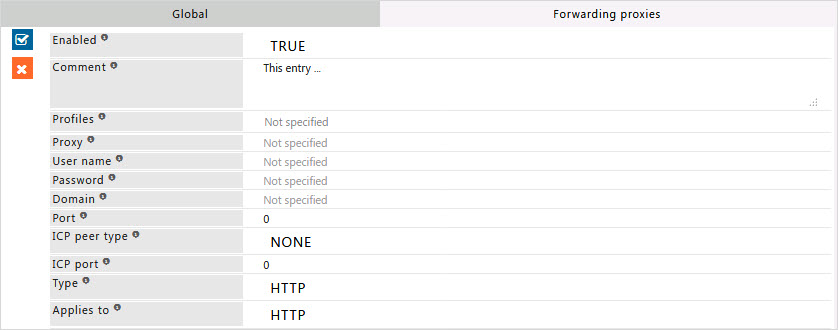 Global Forwarding proxies
Enabled TRUE
Comment This entry ...
Profiles Not specified
Proxy Not specified
User name Not specified
Password Not specified
Domain Not specified
Port 0
ICP peer type NONE
ICP port 0
Type HTTP
Applies to HTTP